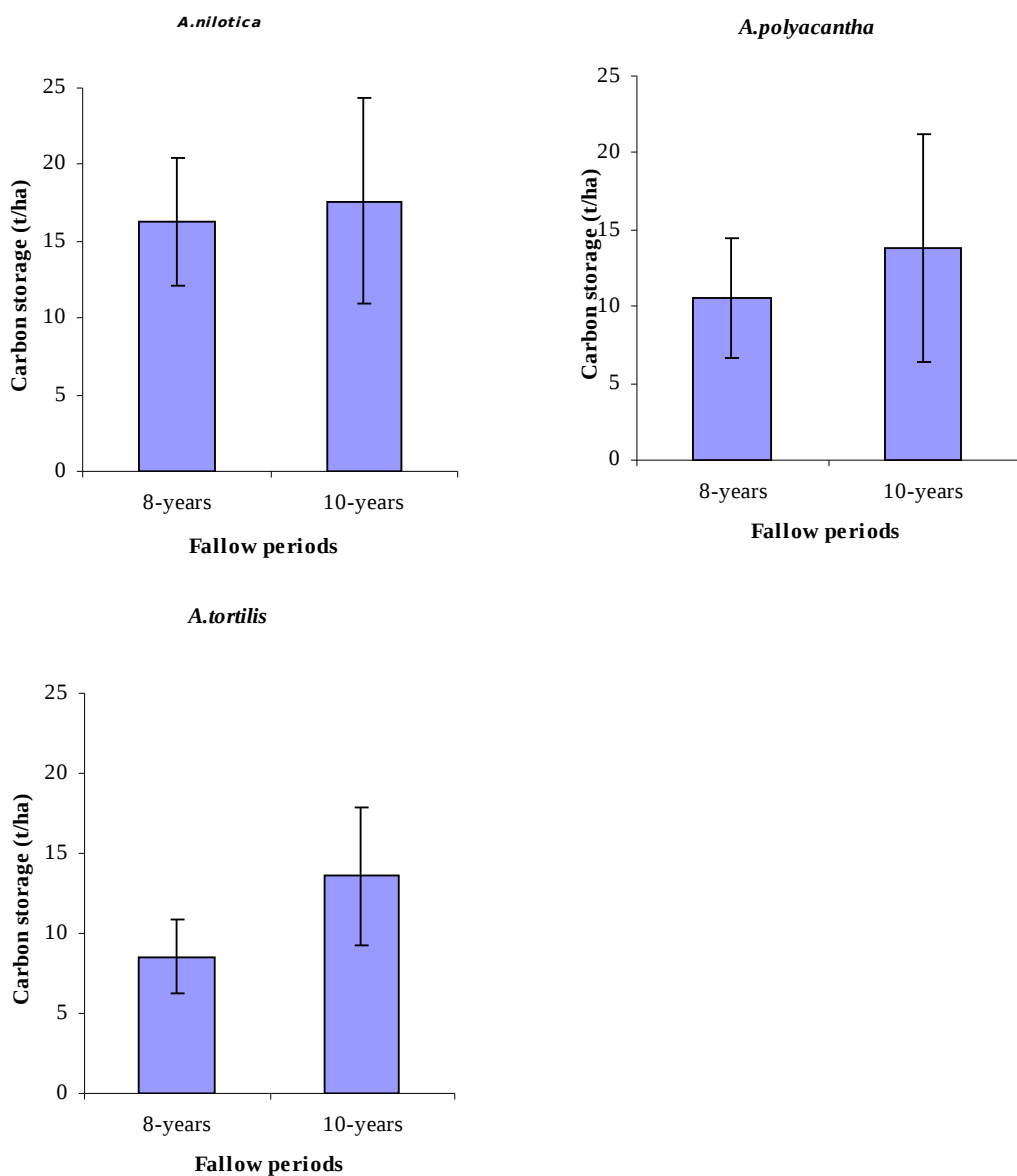 A.nilotica
Carbon storage (t/ha)
25
20
15
10
5
0
8-years 10-years
Fallow periods
A.polyacantha
Carbon storage (t/ha)
25
20
15
10
5
0
8-years 10-years
Fallow periods
A.tortilis
Carbon storage (t/ha)
25
20
15
10
5
0
8-years 10-years
Fallow periods